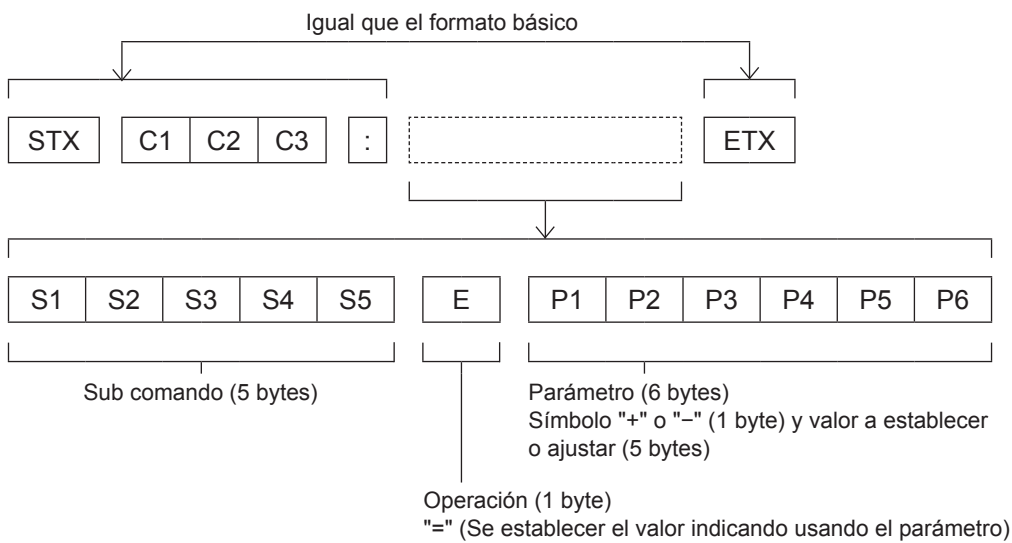 Igual que el formato básico
STX C1 C2 C3 : ETX
S1 S2 S3 S4 S5 E P1 P2 P3 P4 P5 P6
Sub comando (5 bytes)
Parámetro (6 bytes)
Símbolo "+" o "−" (1 byte) y valor a establecer
o ajustar (5 bytes)
Operación (1 byte)
"=" (Se establecer el valor indicando usando el parámetro)